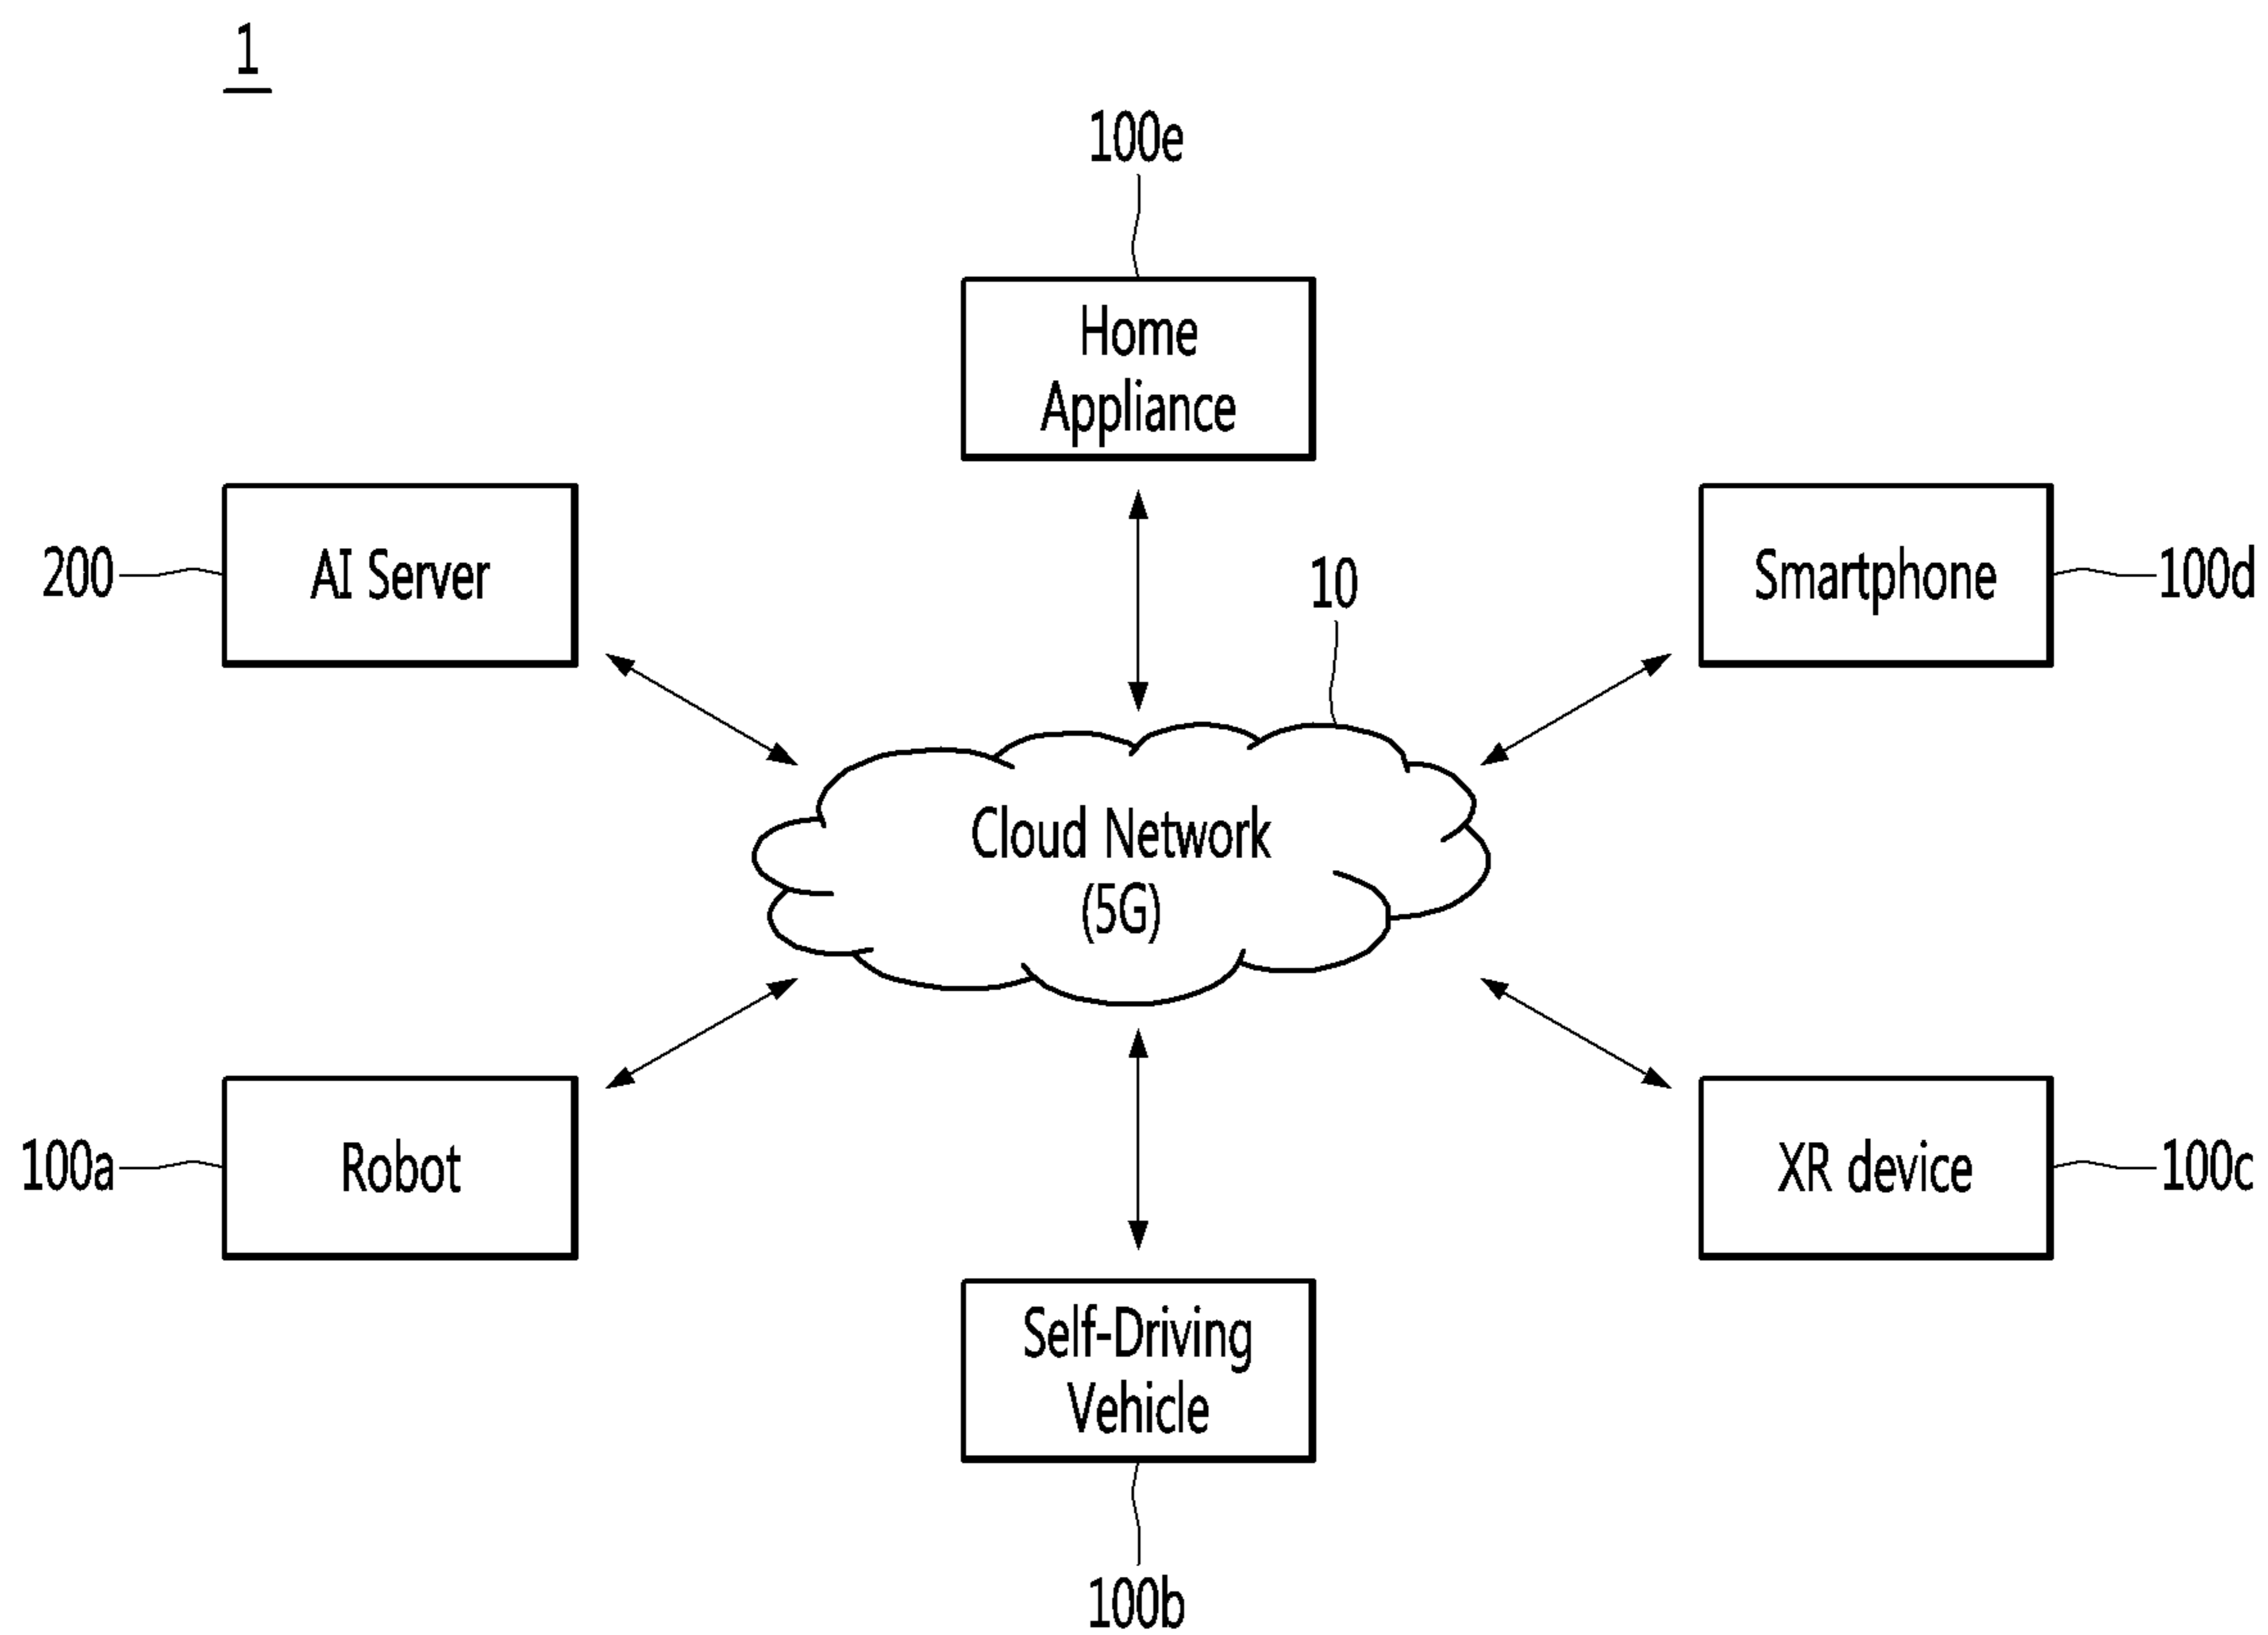 1
100e
Home
Appliance
200
AI Server
10
Smartphone
100d
Cloud Network
(5G)
100a
Robot
XR device
100c
Self-Driving
Vehicle
100b